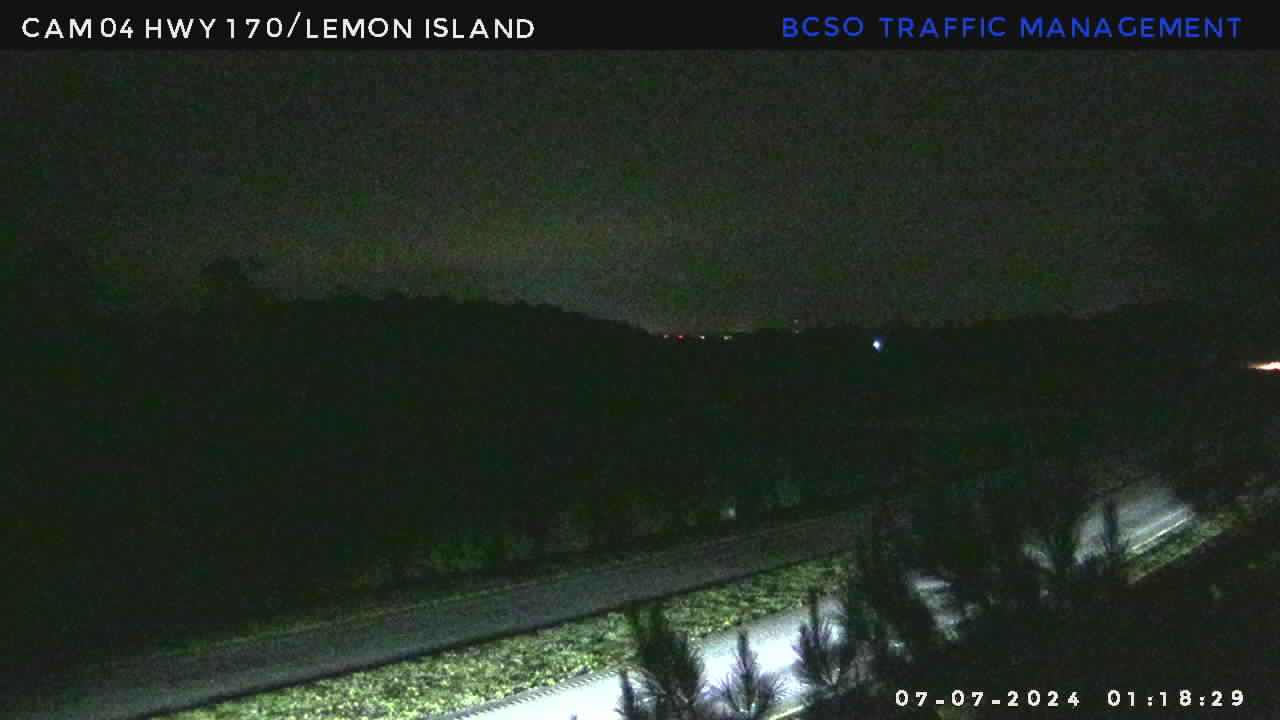 CAM04 HWY 170/LEMON ISLAND
BCSO TRAFFIC MANAGEMENT
07-07-2024 01:18:29